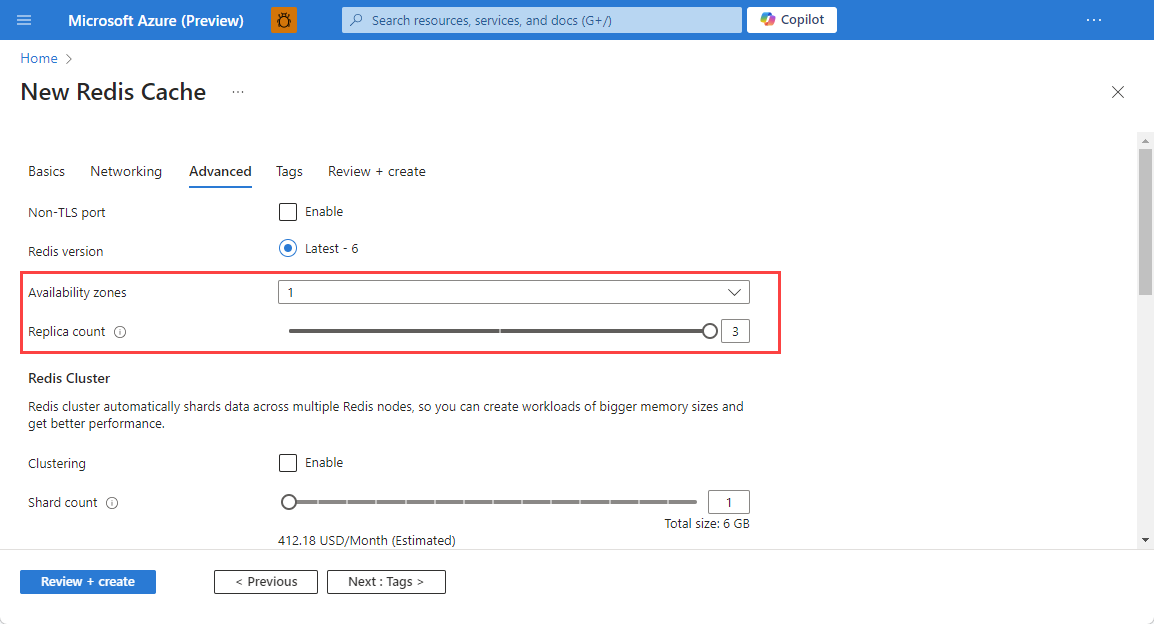 Microsoft Azure (Preview)
Search resources, services, and docs (G+/)
Copilot
...
Home >
New Redis Cache ...
Basics Networking Advanced Tags Review + create
Non-TLS port Enable
Redis version Latest - 6
Availability zones 1
Replica count 3
Redis Cluster
Redis cluster automatically shards data across multiple Redis nodes, so you can create workloads of bigger memory sizes and
get better performance.
Clustering Enable
Shard count 1
Total size: 6 GB
412.18 USD/Month (Estimated)
Review + create < Previous Next : Tags >